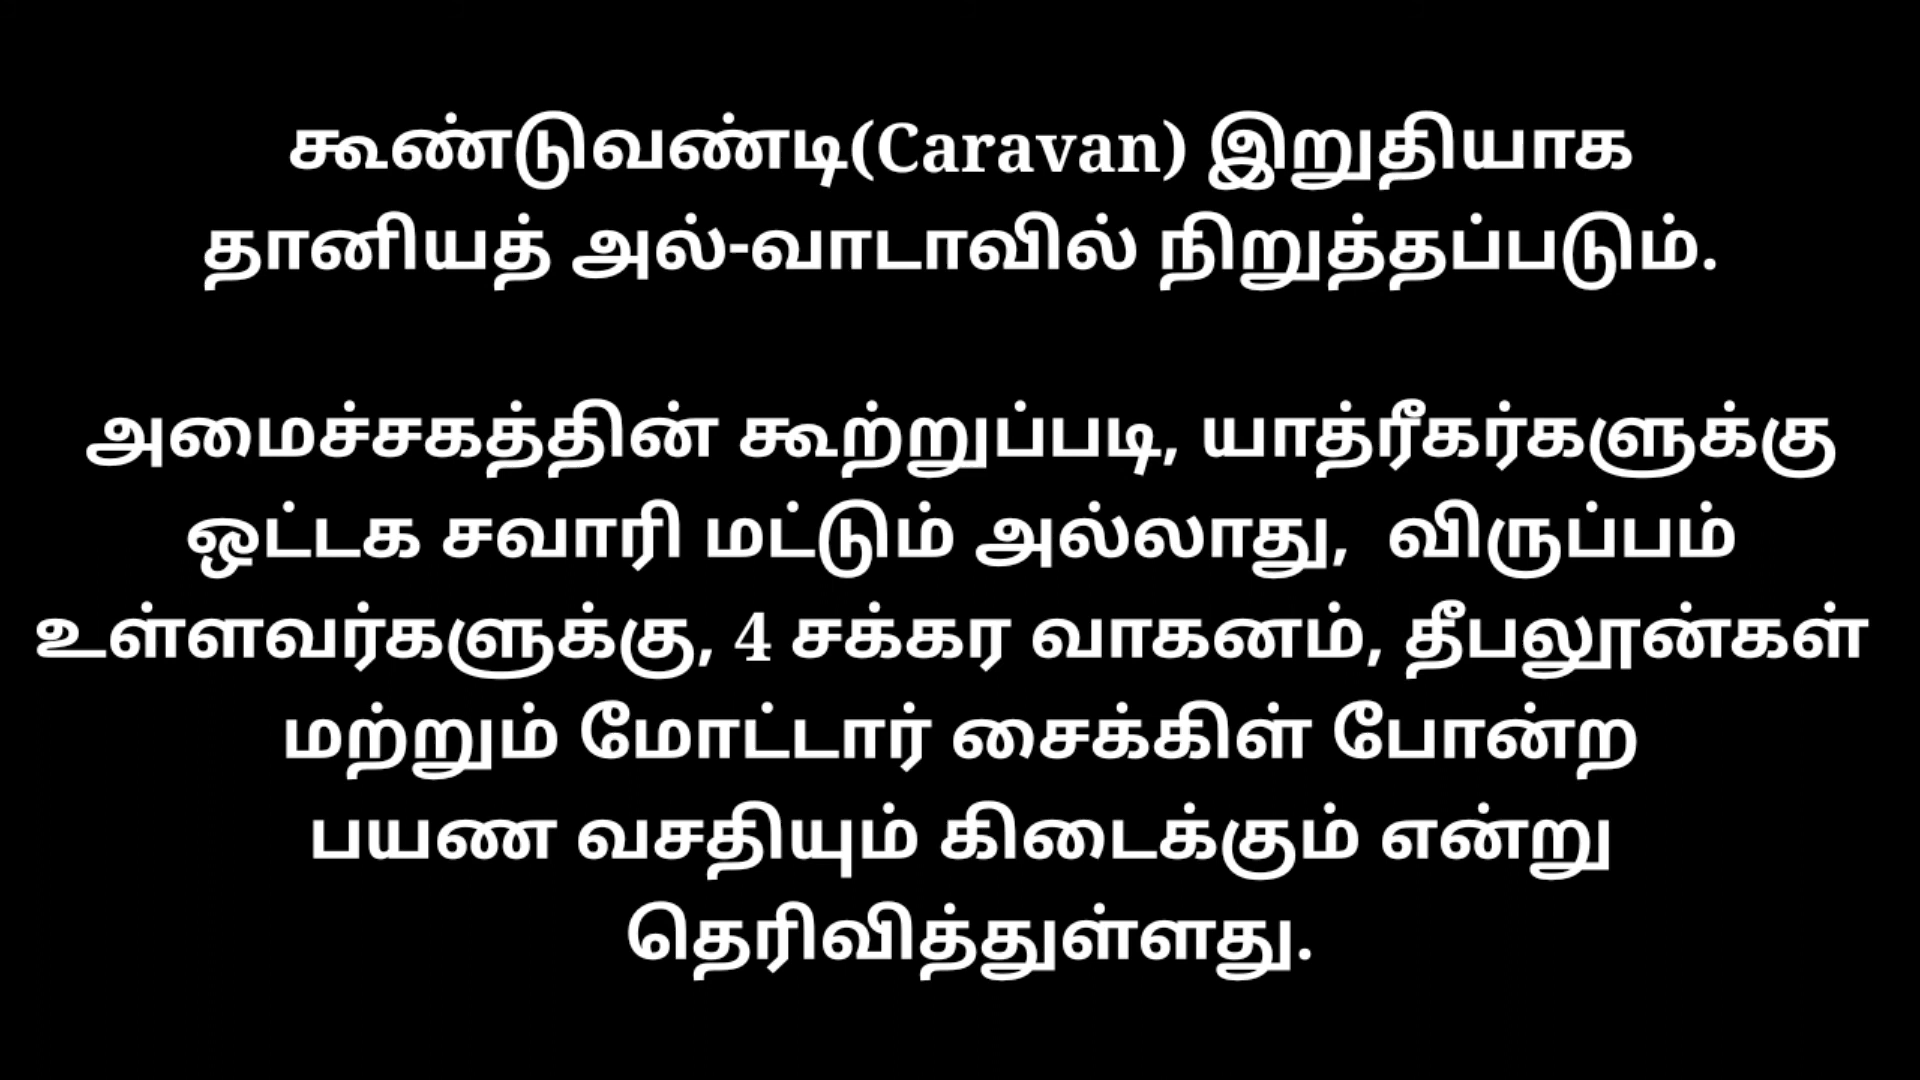 கூண்டுவண்டி(Caravan) இறுதியாக
தானியத் அல்-வாடாவில் நிறுத்தப்படும்.
அமைச்சகத்தின் கூற்றுப்படி, யாத்ரீகர்களுக்கு
ஒட்டக சவாரி மட்டும் அல்லாது, விருப்பம்
உள்ளவர்களுக்கு, 4 சக்கர வாகனம், தீபலூன்கள்
மற்றும் மோட்டார் சைக்கிள் போன்ற
பயண வசதியும் கிடைக்கும் என்று
தெரிவித்துள்ளது.